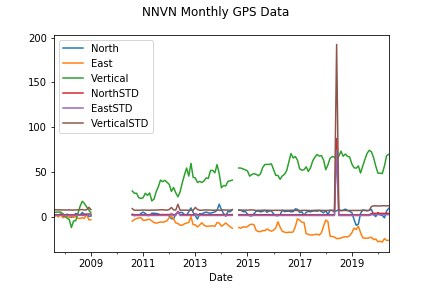 NNVN Monthly GPS Data
200
150
100
50
0
North
East
Vertical
NorthSTD
EastSTD
VerticalSTD
2009
2011
2013
2015
2017
2019
Date